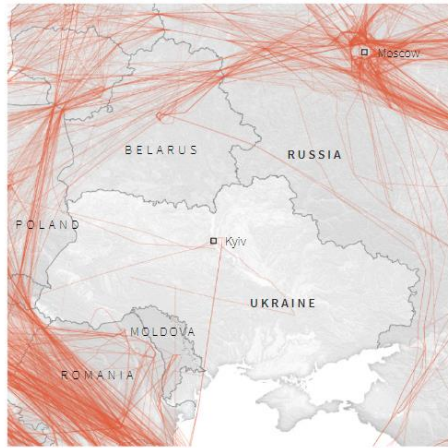 Moscow
BELARUS
RUSSIA
POLAND
Kyiv
UKRAINE
MOLDOVA
ROMANIA